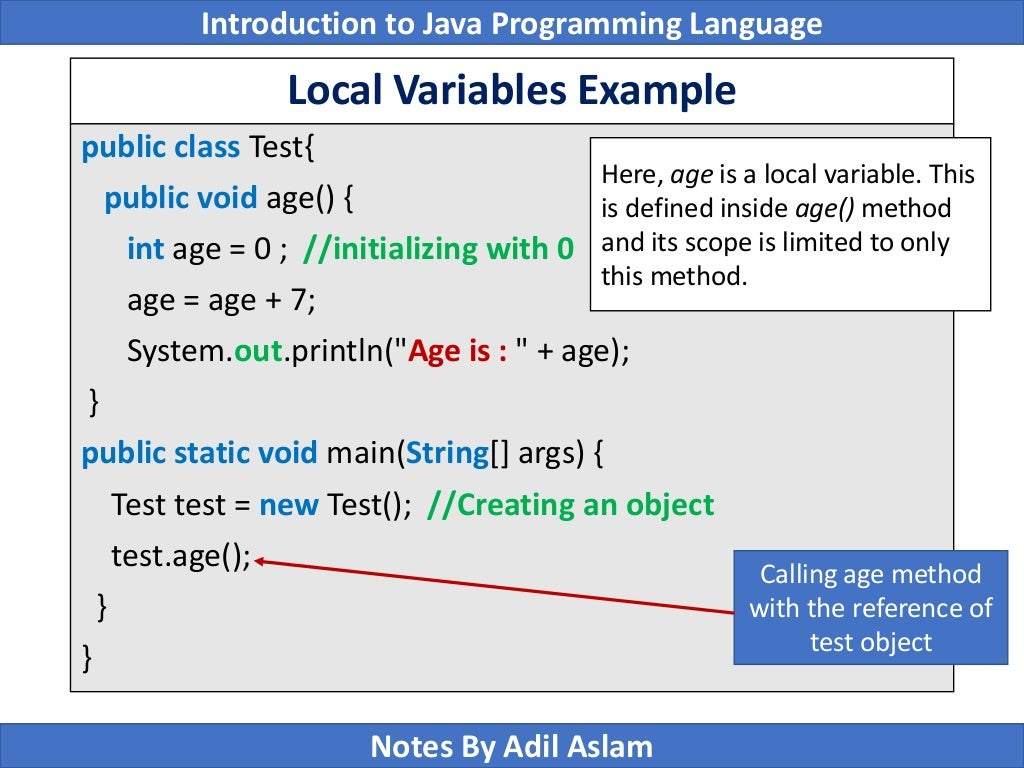 Introduction to Java Programming Language
Local Variables Example
public class Test{
public void age() {
int age = 0 ; //initializing with 0
age = age + 7;
System.out.println("Age is : " + age);
}
public static void main(String[] args) {
Test test = new Test(); //Creating an object
test.age();
}
}
Here, age is a local variable. This
is defined inside age() method
and its scope is limited to only
this method.
Calling age method
with the reference of
test object
Notes By Adil Aslam